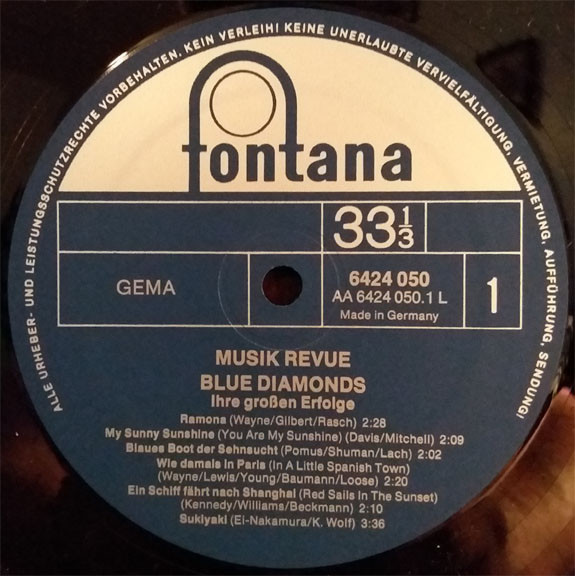 ALLE URHEBER- UND LEISTUNGSSCHUTZRECHTE VORBEHALTEN. KEIN VERLEIH! KEINE UNERLAUBTE VERVIELFÄLTIGUNG, VERMIETUNG, AUFFÜHRUNG, SENDUNG!
fontana
33 1/3
GEMA
6424 050
AA 6424 050.1 L
Made in Germany
1
MUSIK REVUE
BLUE DIAMONDS
Ihre großen Erfolge
Ramona (Wayne/Gilbert/Rasch) 2:28
My Sunny Sunshine (You Are My Sunshine) (Davis/Mitchell) 2:09
Blaues Boot der Sehnsucht (Pomus/Shuman/Lach) 2:02
Wie damals in Paris (In A Little Spanish Town)
(Wayne/Lewis/Young/Baumann/Loose) 2:20
Ein Schiff fährt nach Shanghai (Red Sails In The Sunset)
(Kennedy/Williams/Beckmann) 2:10
Sukiyaki (Ei-Nakamura/K. Wolf) 3:36